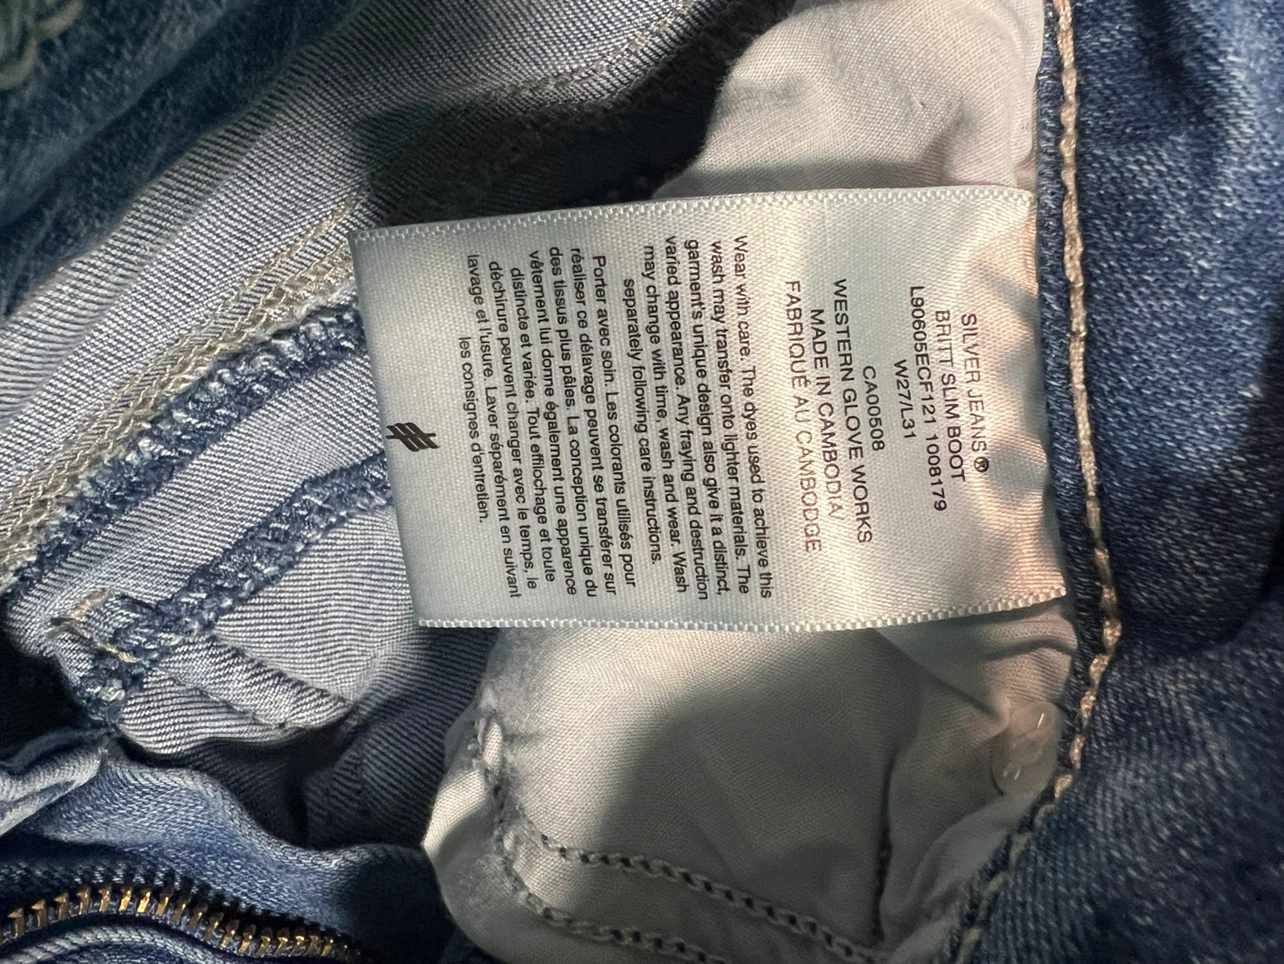 SILVER JEANS®
BRITT SLIM BOOT
L90605ECF121 1008179
W27/L31
CA00508
WESTERN GLOVE WORKS
MADE IN CAMBODIA/
FABRIQUÉ AU CAMBODGE
Wear with care. The dyes used to achieve this
wash may transfer onto lighter materials. The
garment's unique design also give it a distinct,
varied appearance. Any fraying and destruction
may change with time, wash and wear. Wash
separately following care instructions.
Porter avec soin. Les colorants utilisés pour
réaliser ce délavage peuvent se transférer sur
des tissus plus pâles. La conception unique du
vêtement lui donne également une apparence
distincte et variée. Tout effilochage et toute
déchirure peuvent changer avec le temps, le
lavage et l'usure. Laver séparément en suivant
les consignes d'entretien.